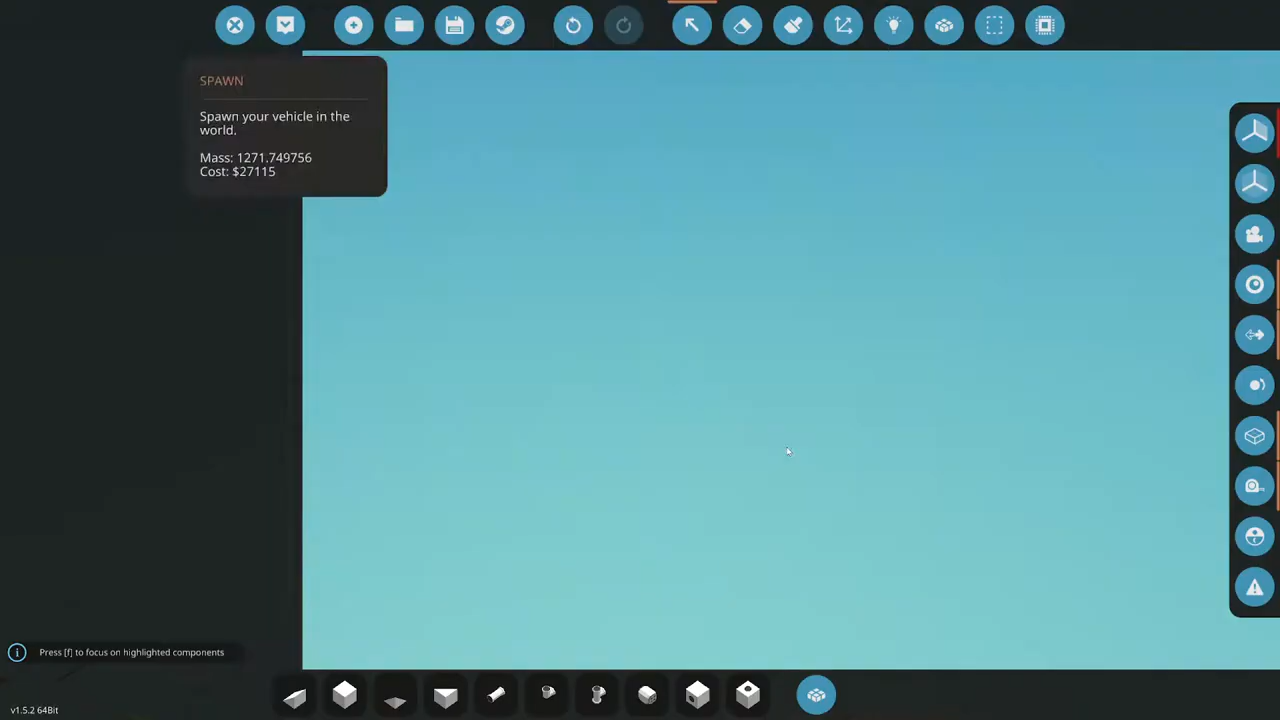 SPAWN
Spawn your vehicle in the
world.
Mass: 1271.749756
Cost: $27115
Press [f] to focus on highlighted components
v1.5.2 64Bit